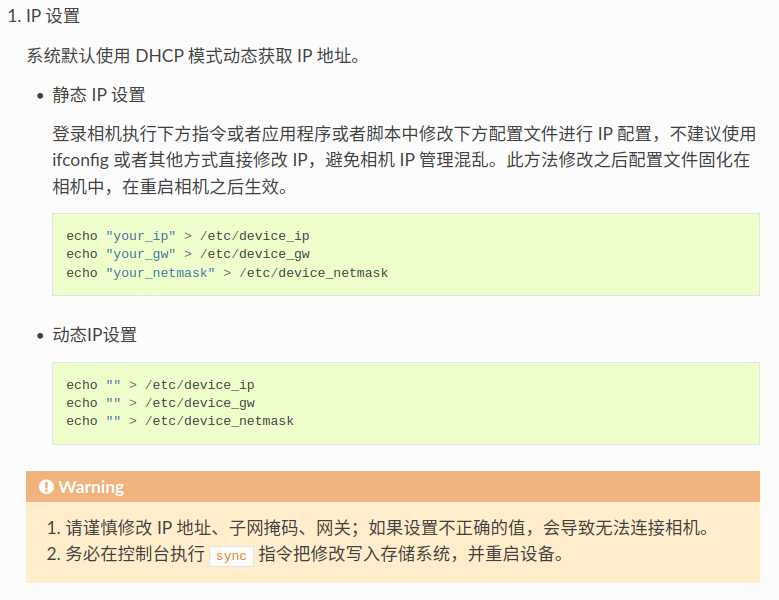 1. IP 设置
系统默认使用 DHCP 模式动态获取 IP 地址。
• 静态 IP 设置
登录相机执行下方指令或者应用程序或者脚本中修改下方配置文件进行 IP 配置，不建议使用
ifconfig 或者其他方式直接修改 IP，避免相机 IP 管理混乱。此方法修改之后配置文件固化在
相机中，在重启相机之后生效。
echo "your_ip" > /etc/device_ip
echo "your_gw" > /etc/device_gw
echo "your_netmask" > /etc/device_netmask
• 动态IP设置
echo "" > /etc/device_ip
echo "" > /etc/device_gw
echo "" > /etc/device_netmask
Warning
1. 请谨慎修改 IP 地址、子网掩码、网关；如果设置不正确的值，会导致无法连接相机。
2. 务必在控制台执行 sync 指令把修改写入存储系统，并重启设备。